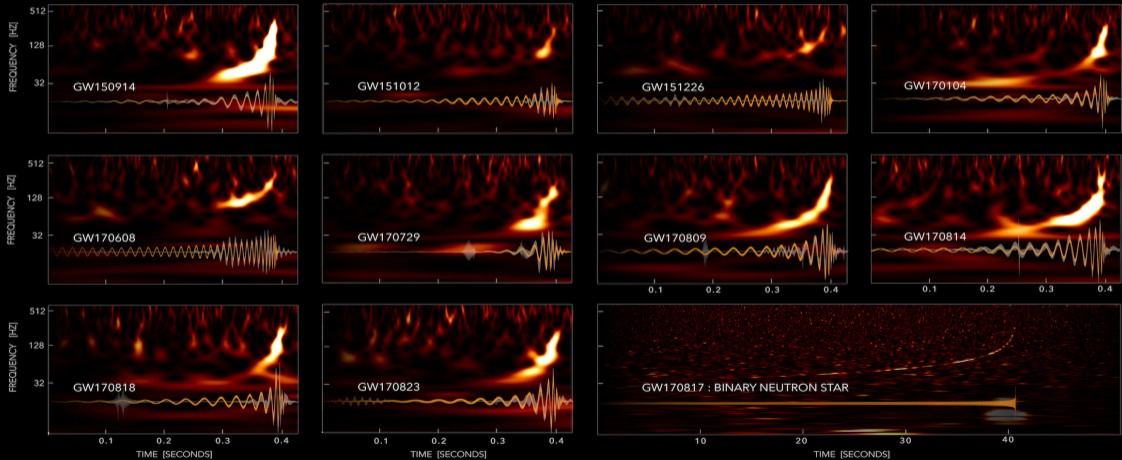 FREQUENCY [HZ]
512
128
32
GW150914
GW151012
GW151226
GW170104
FREQUENCY [HZ]
512
128
32
GW170608
GW170729
GW170809
GW170814
0.1 0.2 0.3 0.4
0.1 0.2 0.3 0.4
FREQUENCY [HZ]
512
128
32
GW170818
GW170823
GW170817 : BINARY NEUTRON STAR
0.1 0.2 0.3 0.4
0.1 0.2 0.3 0.4
10 20 30 40
TIME [SECONDS]
TIME [SECONDS]
TIME [SECONDS]